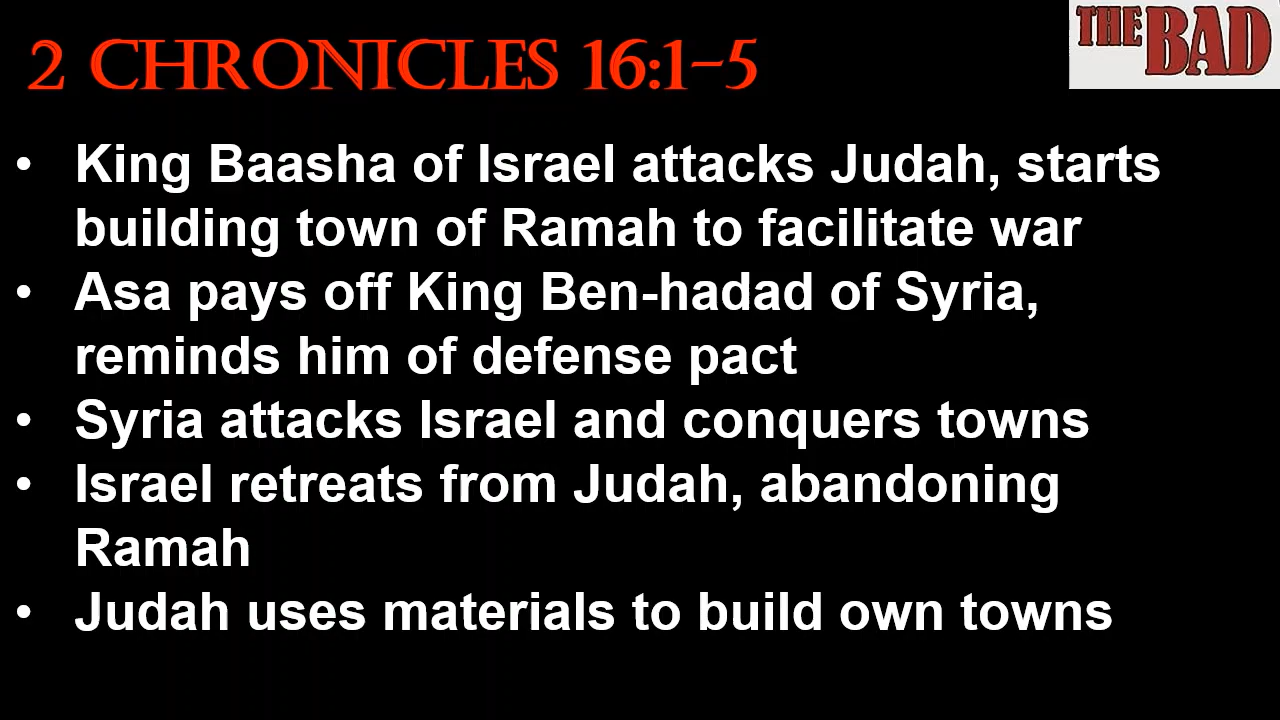 2 CHRONICLES 16:1–5
THE BAD
• King Baasha of Israel attacks Judah, starts
building town of Ramah to facilitate war
• Asa pays off King Ben-hadad of Syria,
reminds him of defense pact
• Syria attacks Israel and conquers towns
• Israel retreats from Judah, abandoning
Ramah
• Judah uses materials to build own towns